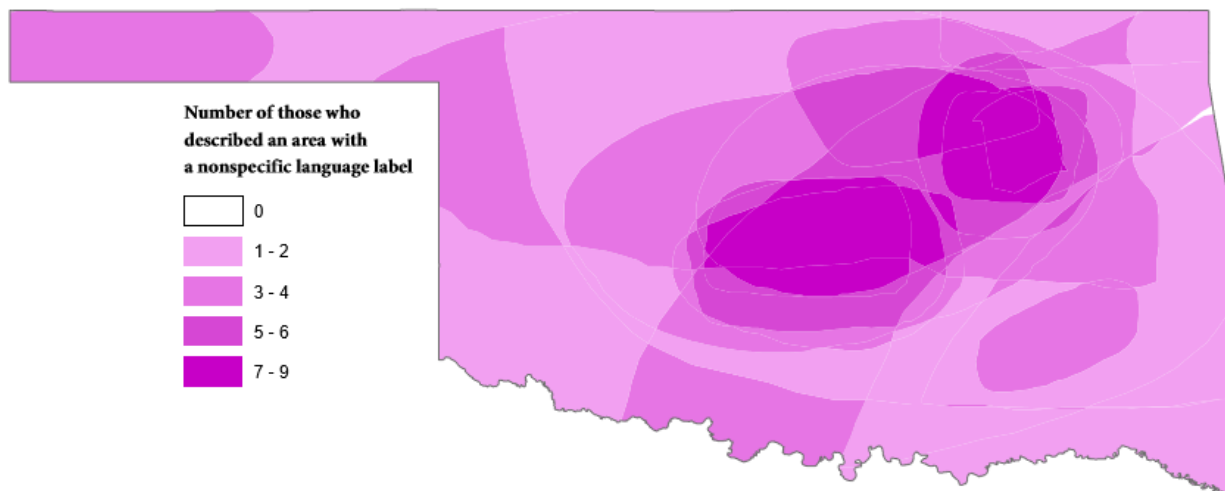 Number of those who
described an area with
a nonspecific language label
0
1 - 2
3 - 4
5 - 6
7 - 9